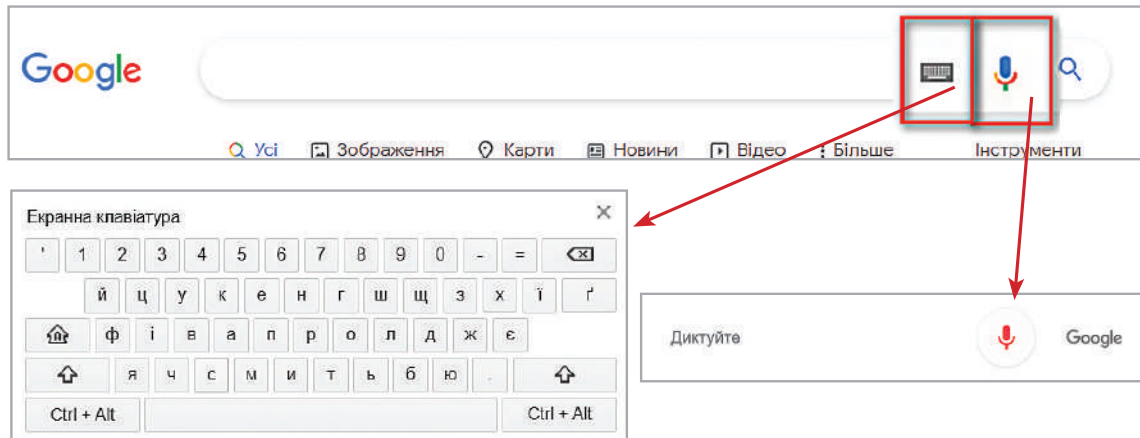 Google
Усі Зображення Карти Новини Відео Більше Інструменти
Екранна клавіатура
' 1 2 3 4 5 6 7 8 9 0 - =
й ц у к е н г ш щ з х ї ґ
ф і в а п р о л д ж є
я ч с м и т ь б ю .
Ctrl + Alt Ctrl + Alt
Диктуйте Google